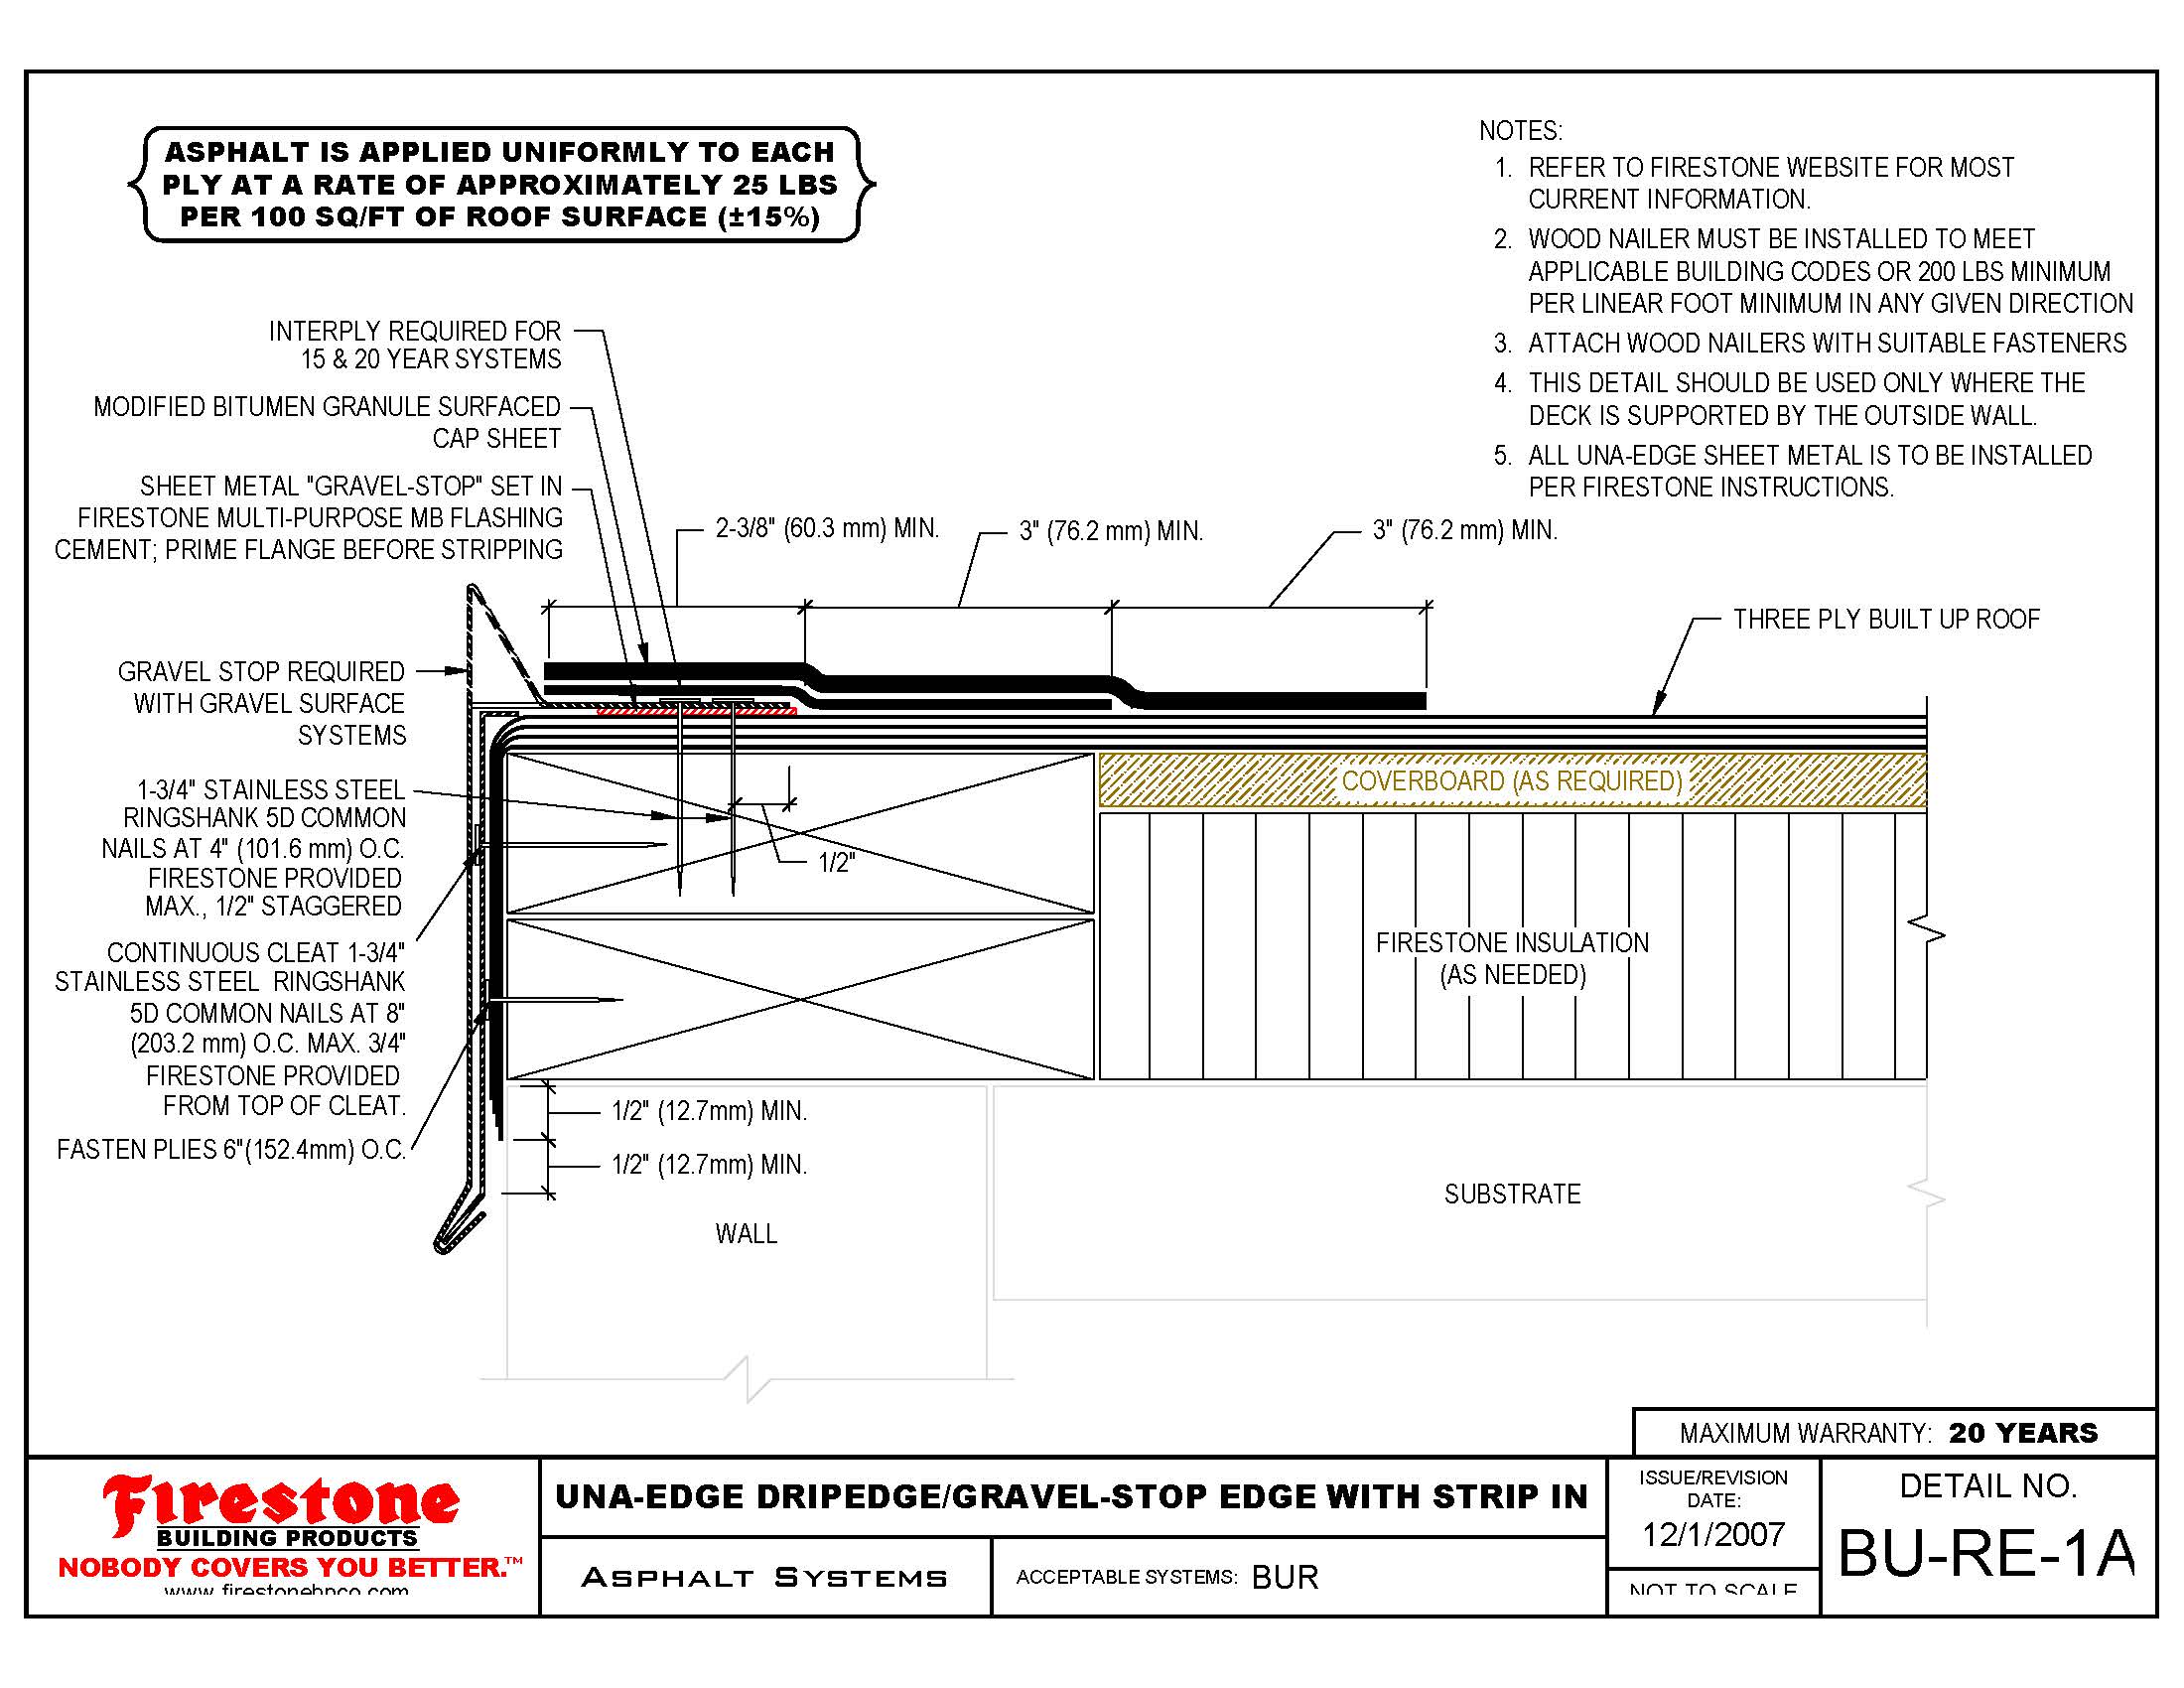 ASPHALT IS APPLIED UNIFORMLY TO EACH
PLY AT A RATE OF APPROXIMATELY 25 LBS
PER 100 SQ/FT OF ROOF SURFACE (±15%)
NOTES:
1. REFER TO FIRESTONE WEBSITE FOR MOST
CURRENT INFORMATION.
2. WOOD NAILER MUST BE INSTALLED TO MEET
APPLICABLE BUILDING CODES OR 200 LBS MINIMUM
PER LINEAR FOOT MINIMUM IN ANY GIVEN DIRECTION
3. ATTACH WOOD NAILERS WITH SUITABLE FASTENERS
4. THIS DETAIL SHOULD BE USED ONLY WHERE THE
DECK IS SUPPORTED BY THE OUTSIDE WALL.
5. ALL UNA-EDGE SHEET METAL IS TO BE INSTALLED
PER FIRESTONE INSTRUCTIONS.
INTERPLY REQUIRED FOR
15 & 20 YEAR SYSTEMS
MODIFIED BITUMEN GRANULE SURFACED
CAP SHEET
SHEET METAL "GRAVEL-STOP" SET IN
FIRESTONE MULTI-PURPOSE MB FLASHING
CEMENT; PRIME FLANGE BEFORE STRIPPING
2-3/8" (60.3 mm) MIN.
3" (76.2 mm) MIN.
3" (76.2 mm) MIN.
THREE PLY BUILT UP ROOF
GRAVEL STOP REQUIRED
WITH GRAVEL SURFACE
SYSTEMS
1-3/4" STAINLESS STEEL
RINGSHANK 5D COMMON
NAILS AT 4" (101.6 mm) O.C.
FIRESTONE PROVIDED
MAX., 1/2" STAGGERED
COVERBOARD (AS REQUIRED)
1/2"
CONTINUOUS CLEAT 1-3/4"
STAINLESS STEEL RINGSHANK
5D COMMON NAILS AT 8"
(203.2 mm) O.C. MAX. 3/4"
FIRESTONE PROVIDED
FROM TOP OF CLEAT.
FIRESTONE INSULATION
(AS NEEDED)
FASTEN PLIES 6"(152.4mm) O.C.
1/2" (12.7mm) MIN.
1/2" (12.7mm) MIN.
WALL
SUBSTRATE
MAXIMUM WARRANTY: 20 YEARS
Firestone
BUILDING PRODUCTS
NOBODY COVERS YOU BETTER.™
www.firestonebpco.com
UNA-EDGE DRIPEDGE/GRAVEL-STOP EDGE WITH STRIP IN
ASPHALT SYSTEMS
ACCEPTABLE SYSTEMS: BUR
ISSUE/REVISION
DATE:
12/1/2007
NOT TO SCALE
DETAIL NO.
BU-RE-1A